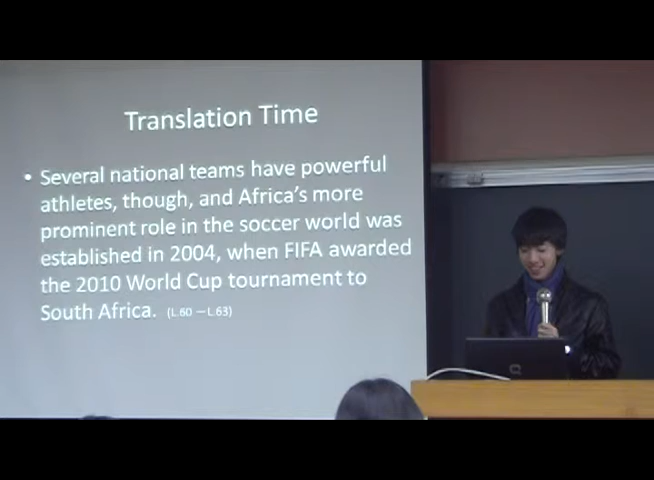 Translation Time
• Several national teams have powerful
athletes, though, and Africa's more
prominent role in the soccer world was
established in 2004, when FIFA awarded
the 2010 World Cup tournament to
South Africa. (L.60 –L.63)